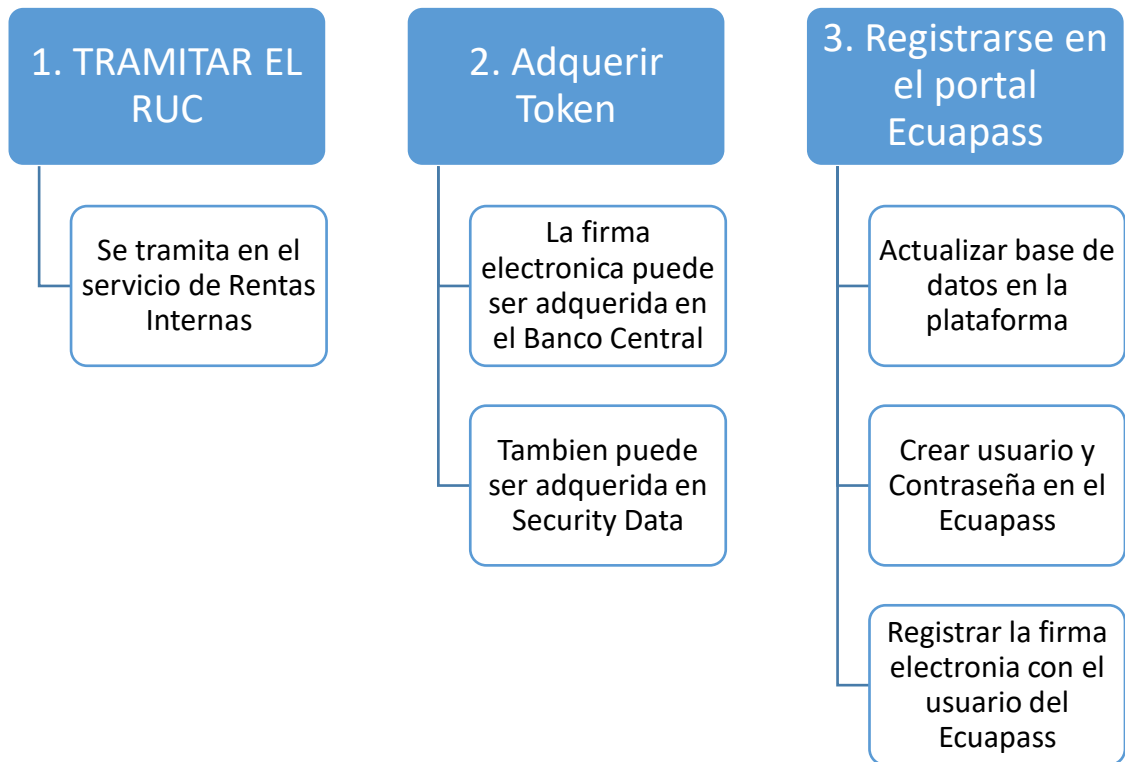 1. TRAMITAR EL
RUC
Se tramita en el
servicio de Rentas
Internas
2. Adquerir
Token
La firma
electronica puede
ser adquerida en
el Banco Central
Tambien puede
ser adquerida en
Security Data
3. Registrarse en
el portal
Ecuapass
Actualizar base de
datos en la
plataforma
Crear usuario y
Contraseña en el
Ecuapass
Registrar la firma
electronia con el
usuario del
Ecuapass